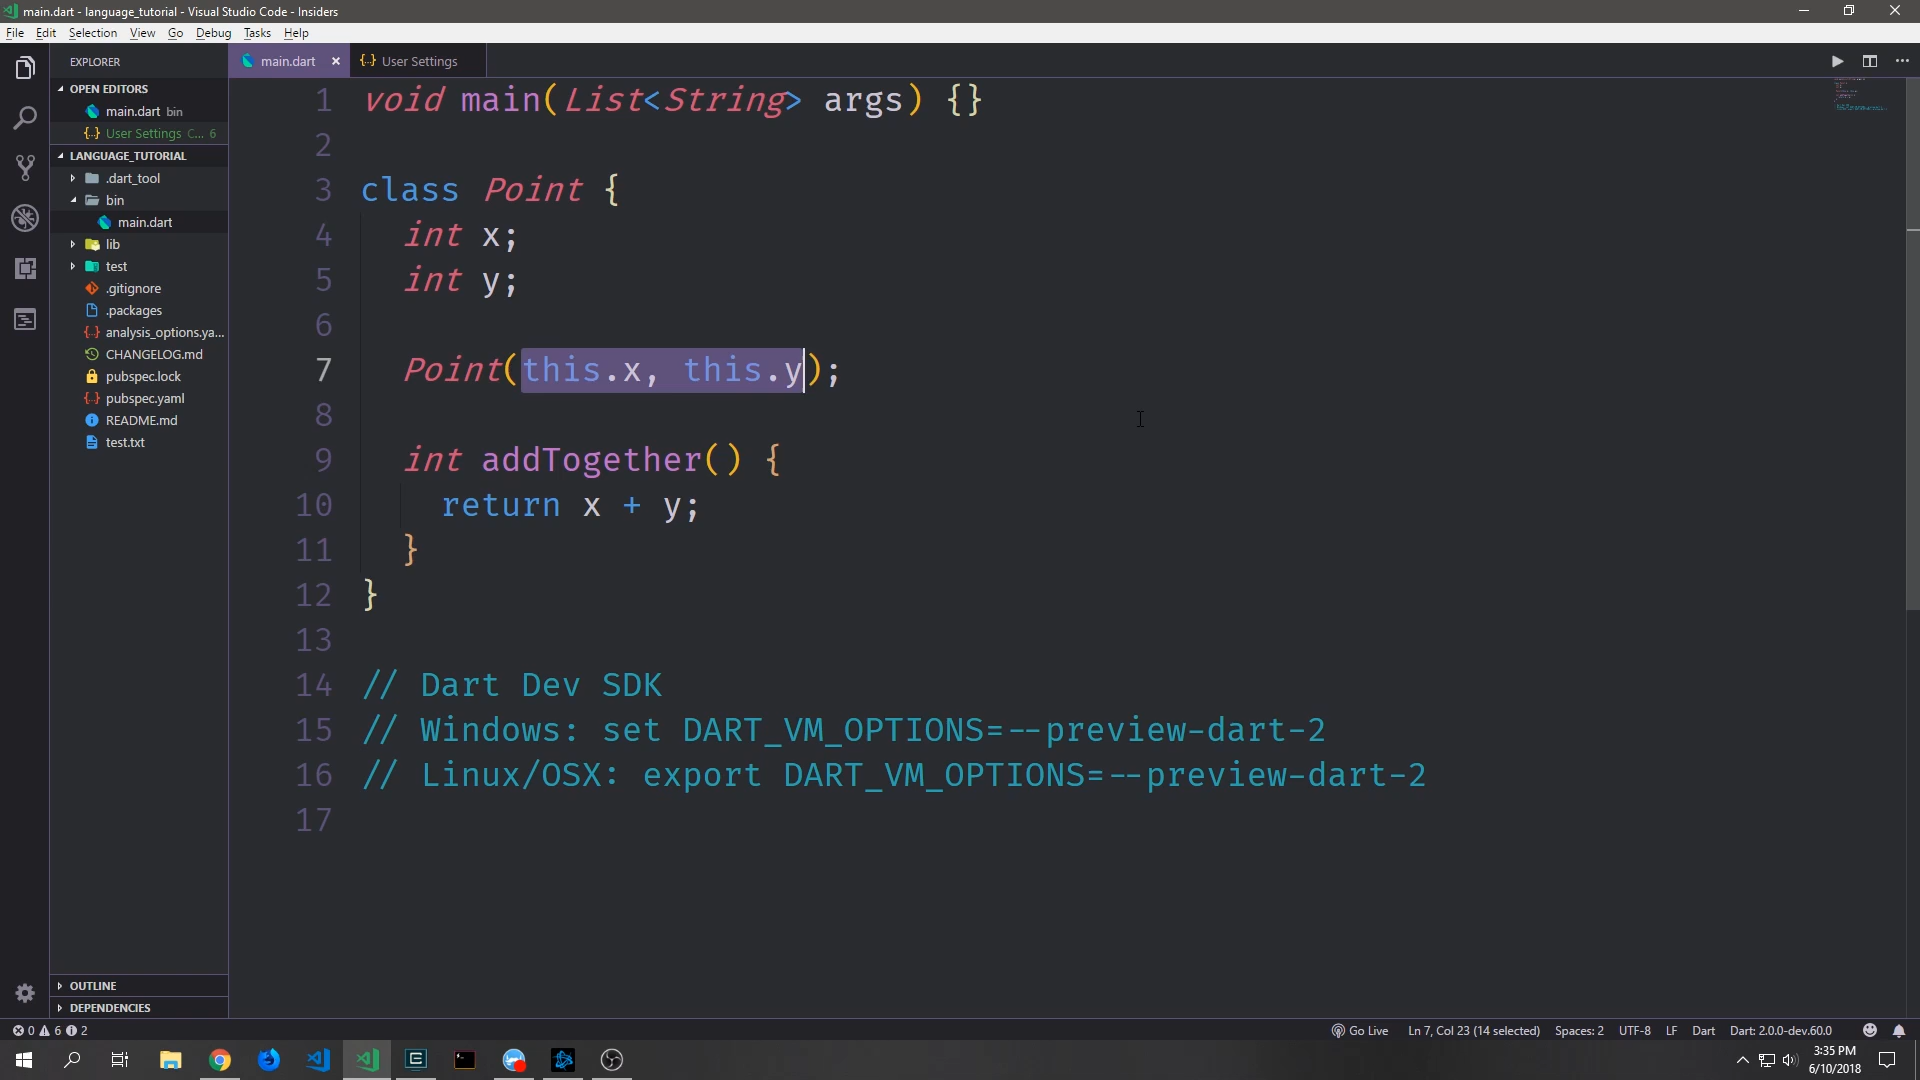 main.dart - language_tutorial - Visual Studio Code - Insiders
File Edit Selection View Go Debug Tasks Help
EXPLORER
OPEN EDITORS
main.dart bin
User Settings C... 6
LANGUAGE_TUTORIAL
.dart_tool
bin
main.dart
lib
test
.gitignore
.packages
analysis_options.ya...
CHANGELOG.md
pubspec.lock
pubspec.yaml
README.md
test.txt
OUTLINE
DEPENDENCIES
main.dart User Settings
1 void main(List<String> args) {}
2
3 class Point {
4 int x;
5 int y;
6
7 Point(this.x, this.y);
8
9 int addTogether() {
10 return x + y;
11 }
12 }
13
14 // Dart Dev SDK
15 // Windows: set DART_VM_OPTIONS=--preview-dart-2
16 // Linux/OSX: export DART_VM_OPTIONS=--preview-dart-2
17
0 6 2 Go Live Ln 7, Col 23 (14 selected) Spaces: 2 UTF-8 LF Dart Dart: 2.0.0-dev.60.0
3:35 PM
6/10/2018